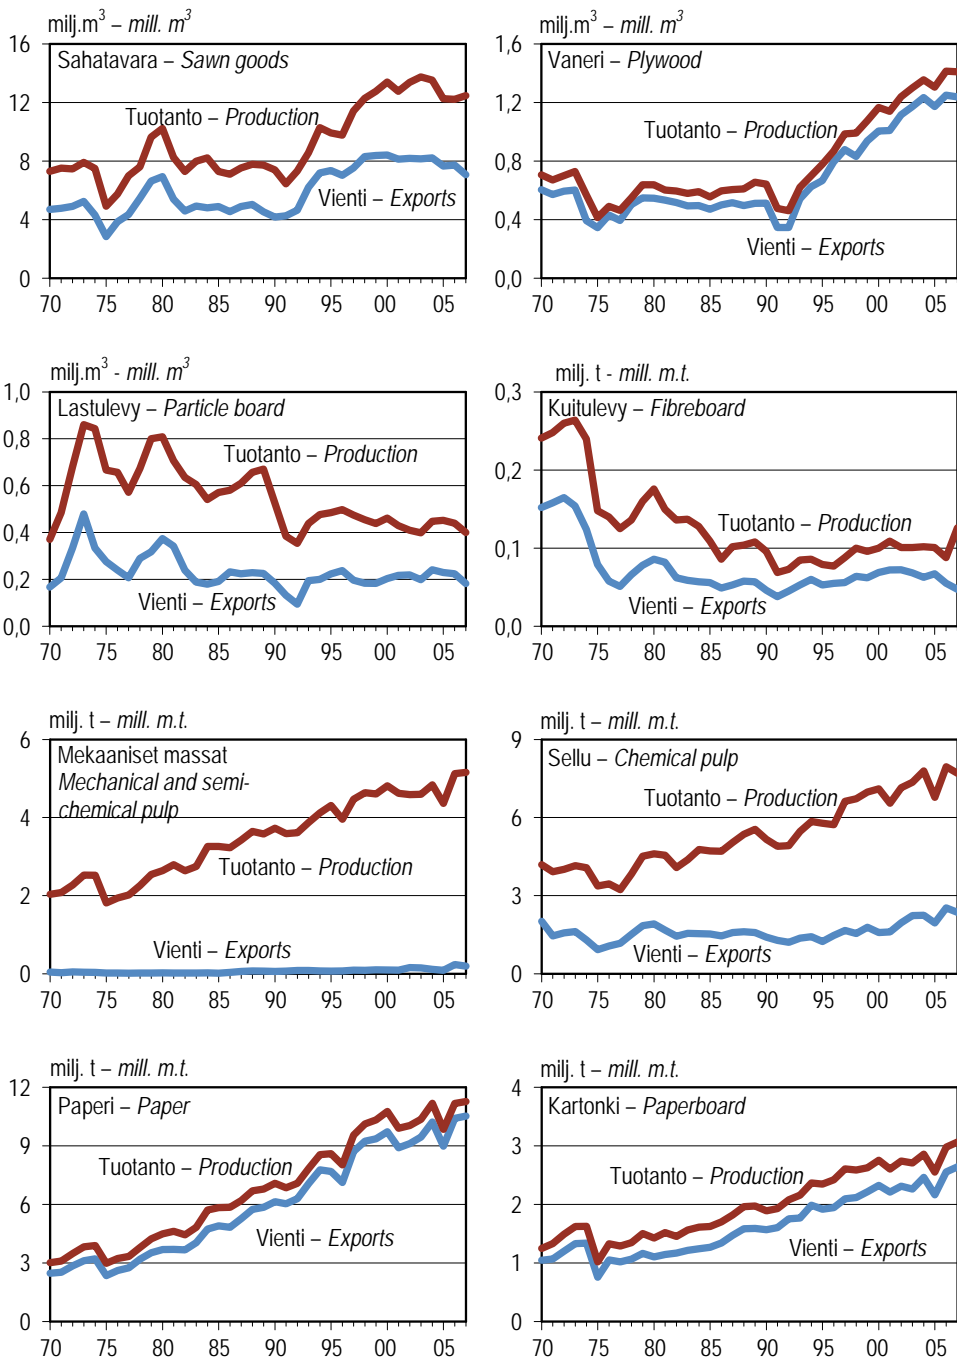 milj.m³ – mill. m³
16
Sahatavara – Sawn goods
12
Tuotanto – Production
8
Vienti – Exports
4
0
70 75 80 85 90 95 00 05
milj.m³ – mill. m³
1,6
Vaneri – Plywood
1,2
Tuotanto – Production
0,8
0,4
Vienti – Exports
0,0
70 75 80 85 90 95 00 05
milj.m³ - mill. m³
1,0
Lastulevy – Particle board
0,8
Tuotanto – Production
0,6
0,4
0,2
Vienti – Exports
0,0
70 75 80 85 90 95 00 05
milj. t - mill. m.t.
0,3
Kuitulevy – Fibreboard
0,2
Tuotanto – Production
0,1
Vienti – Exports
0,0
70 75 80 85 90 95 00 05
milj. t – mill. m.t.
6
Mekaaniset massat
Mechanical and semi-
chemical pulp
4
Tuotanto – Production
2
Vienti – Exports
0
70 75 80 85 90 95 00 05
milj. t – mill. m.t.
9
Sellu – Chemical pulp
Tuotanto – Production
6
3
Vienti – Exports
0
70 75 80 85 90 95 00 05
milj. t – mill. m.t.
12
Paperi – Paper
9
Tuotanto – Production
6
Vienti – Exports
3
0
70 75 80 85 90 95 00 05
milj. t – mill. m.t.
4
Kartonki – Paperboard
3
Tuotanto – Production
2
Vienti – Exports
1
0
70 75 80 85 90 95 00 05